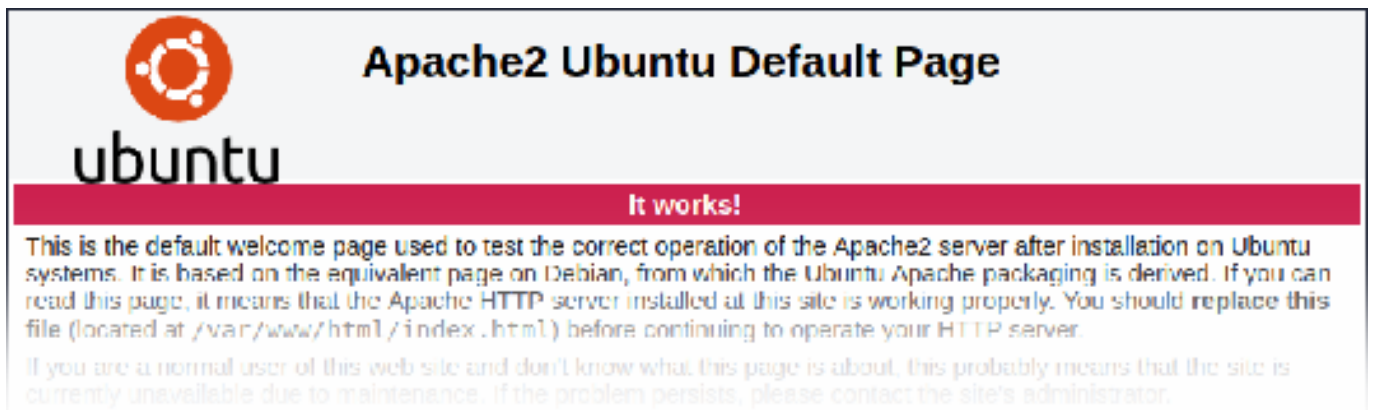 Apache2 Ubuntu Default Page
ubuntu
It works!
This is the default welcome page used to test the correct operation of the Apache2 server after installation on Ubuntu
systems. It is based on the equivalent page on Debian, from which the Ubuntu Apache packaging is derived. If you can
read this page, it means that the Apache HTTP server installed at this site is working properly. You should replace this
file (located at /var/www/html/index.html) before continuing to operate your HTTP server.
If you are a normal user of this web site and don't know what this page is about, this probably means that the site is
currently unavailable due to maintenance. If the problem persists, please contact the site's administrator.